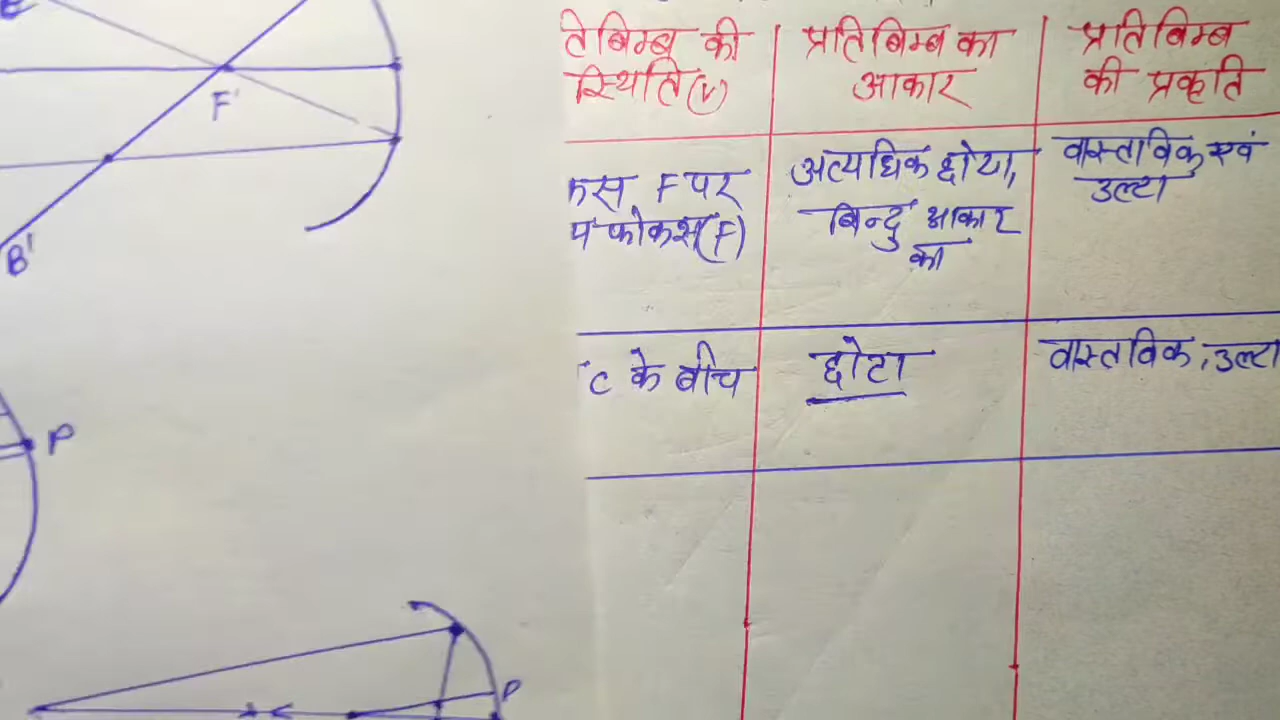 F'
B'
P
P
तिबिम्ब की
स्थिति(v)
प्रतिबिम्ब का
आकार
प्रतिबिम्ब
की प्रकृति
F पर
फोकस(F)
अत्यधिक छोटा,
बिन्दु आकार
का
वास्तविक एवं
उल्टा
C के बीच
छोटा
वास्तविक, उल्टा